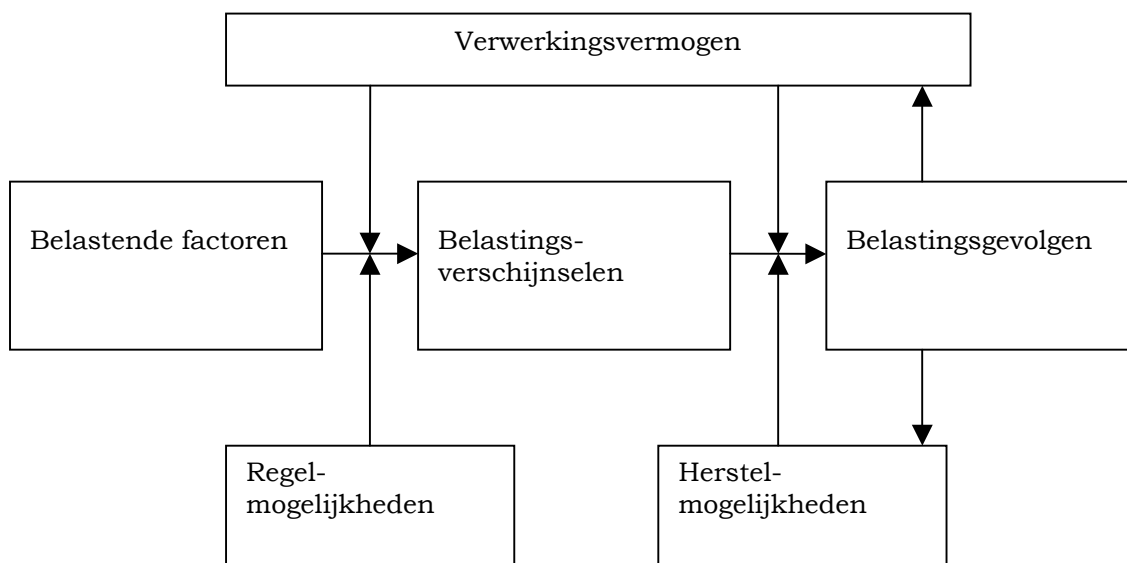 Verwerkingsvermogen
Belastende factoren
Belastings-
verschijnselen
Belastingsgevolgen
Regel-
mogelijkheden
Herstel-
mogelijkheden